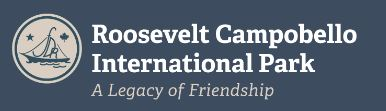 Roosevelt Campobello
International Park
A Legacy of Friendship